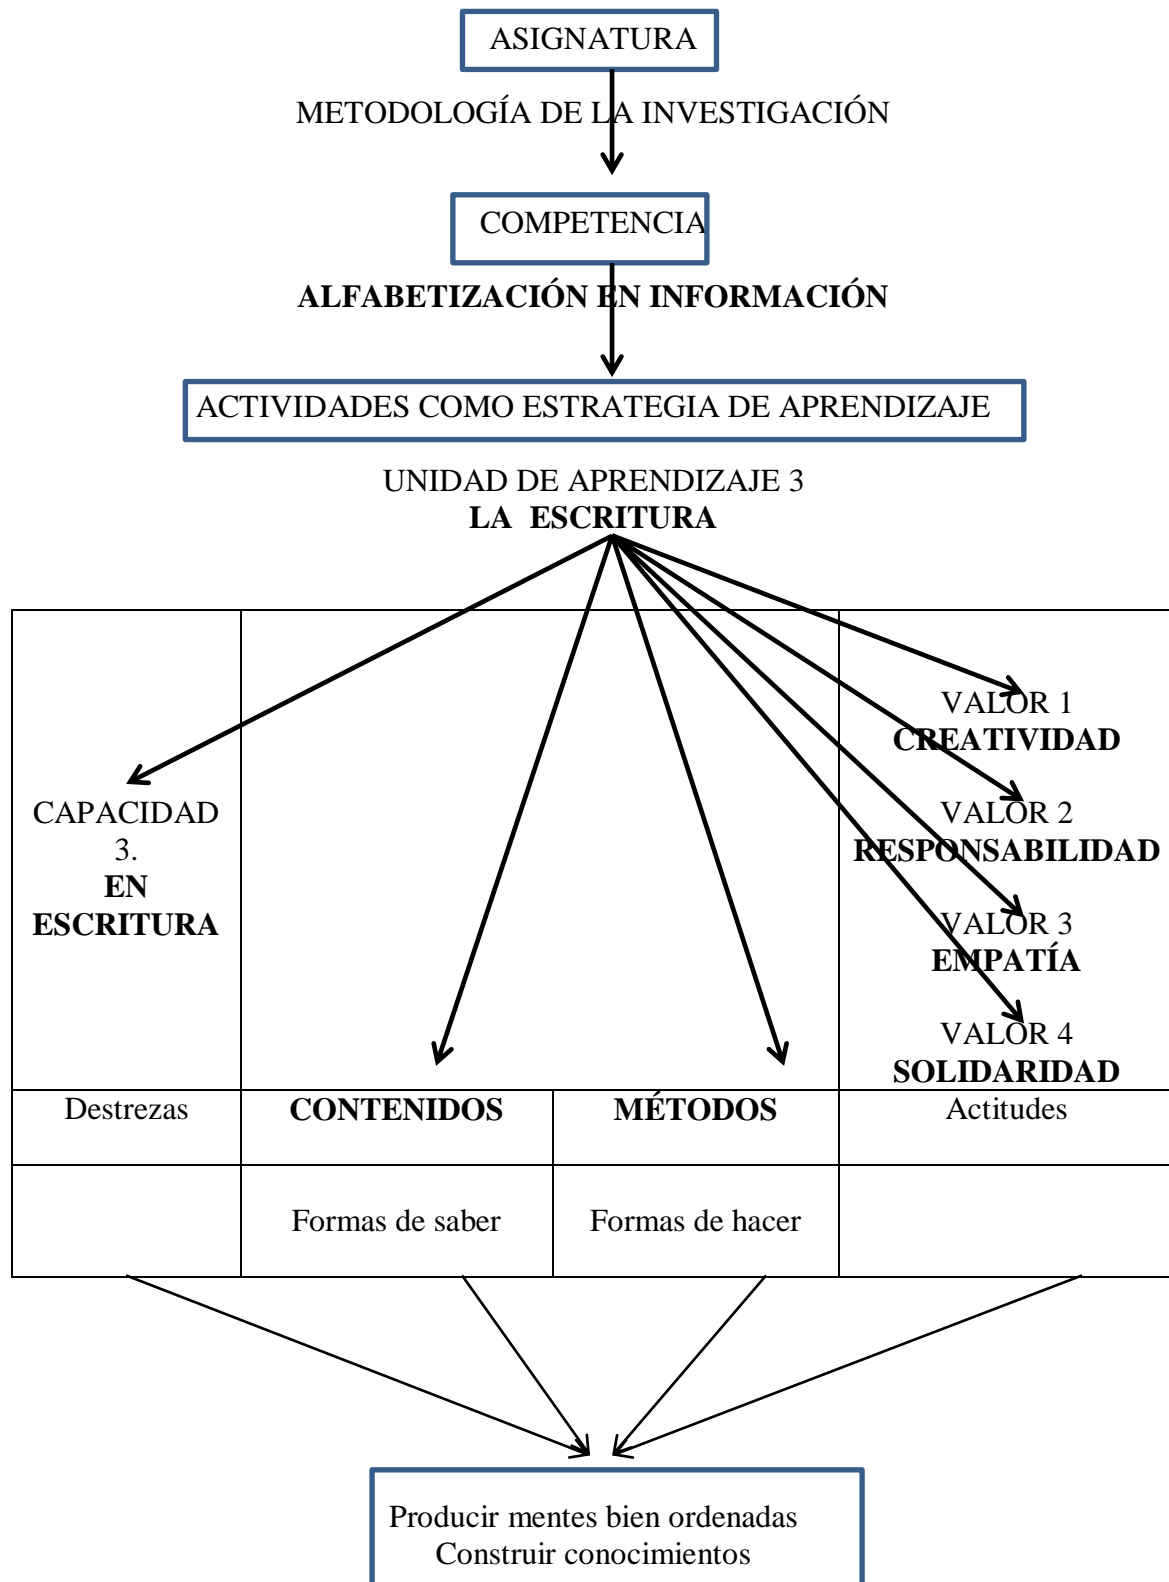 ASIGNATURA
METODOLOGÍA DE LA INVESTIGACIÓN
COMPETENCIA
ALFABETIZACIÓN EN INFORMACIÓN
ACTIVIDADES COMO ESTRATEGIA DE APRENDIZAJE
UNIDAD DE APRENDIZAJE 3
LA ESCRITURA
CAPACIDAD
3.
EN
ESCRITURA
VALOR 1
CREATIVIDAD
VALOR 2
RESPONSABILIDAD
VALOR 3
EMPATÍA
VALOR 4
SOLIDARIDAD
Destrezas
CONTENIDOS
MÉTODOS
Actitudes
Formas de saber
Formas de hacer
Producir mentes bien ordenadas
Construir conocimientos